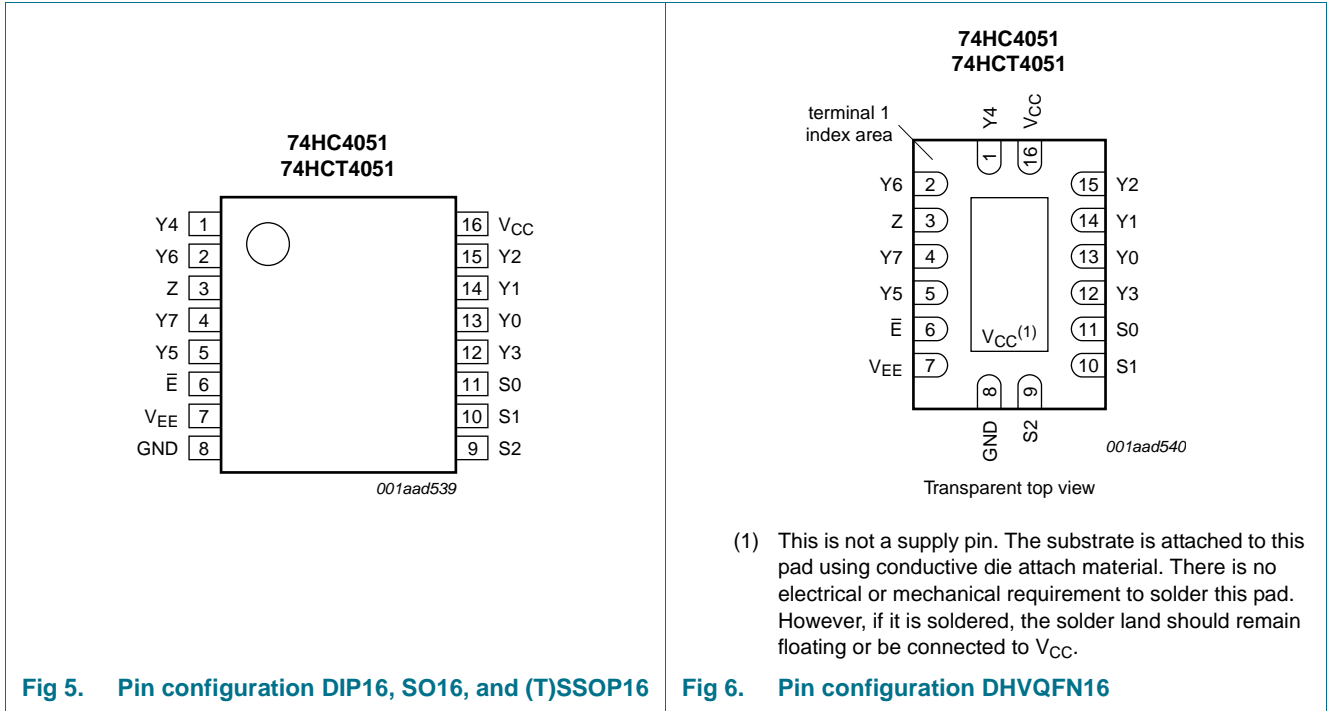 74HC4051
74HCT4051
Y4 1
Y6 2
Z 3
Y7 4
Y5 5
E̅ 6
VEE 7
GND 8
16 VCC
15 Y2
14 Y1
13 Y0
12 Y3
11 S0
10 S1
9 S2
001aad539
Fig 5. Pin configuration DIP16, SO16, and (T)SSOP16
74HC4051
74HCT4051
terminal 1
index area
Y4
VCC
1
16
Y6 2
Z 3
Y7 4
Y5 5
E̅ 6
VEE 7
15 Y2
14 Y1
13 Y0
12 Y3
11 S0
10 S1
VCC(1)
8
9
GND
S2
001aad540
Transparent top view
(1) This is not a supply pin. The substrate is attached to this
pad using conductive die attach material. There is no
electrical or mechanical requirement to solder this pad.
However, if it is soldered, the solder land should remain
floating or be connected to VCC.
Fig 6. Pin configuration DHVQFN16